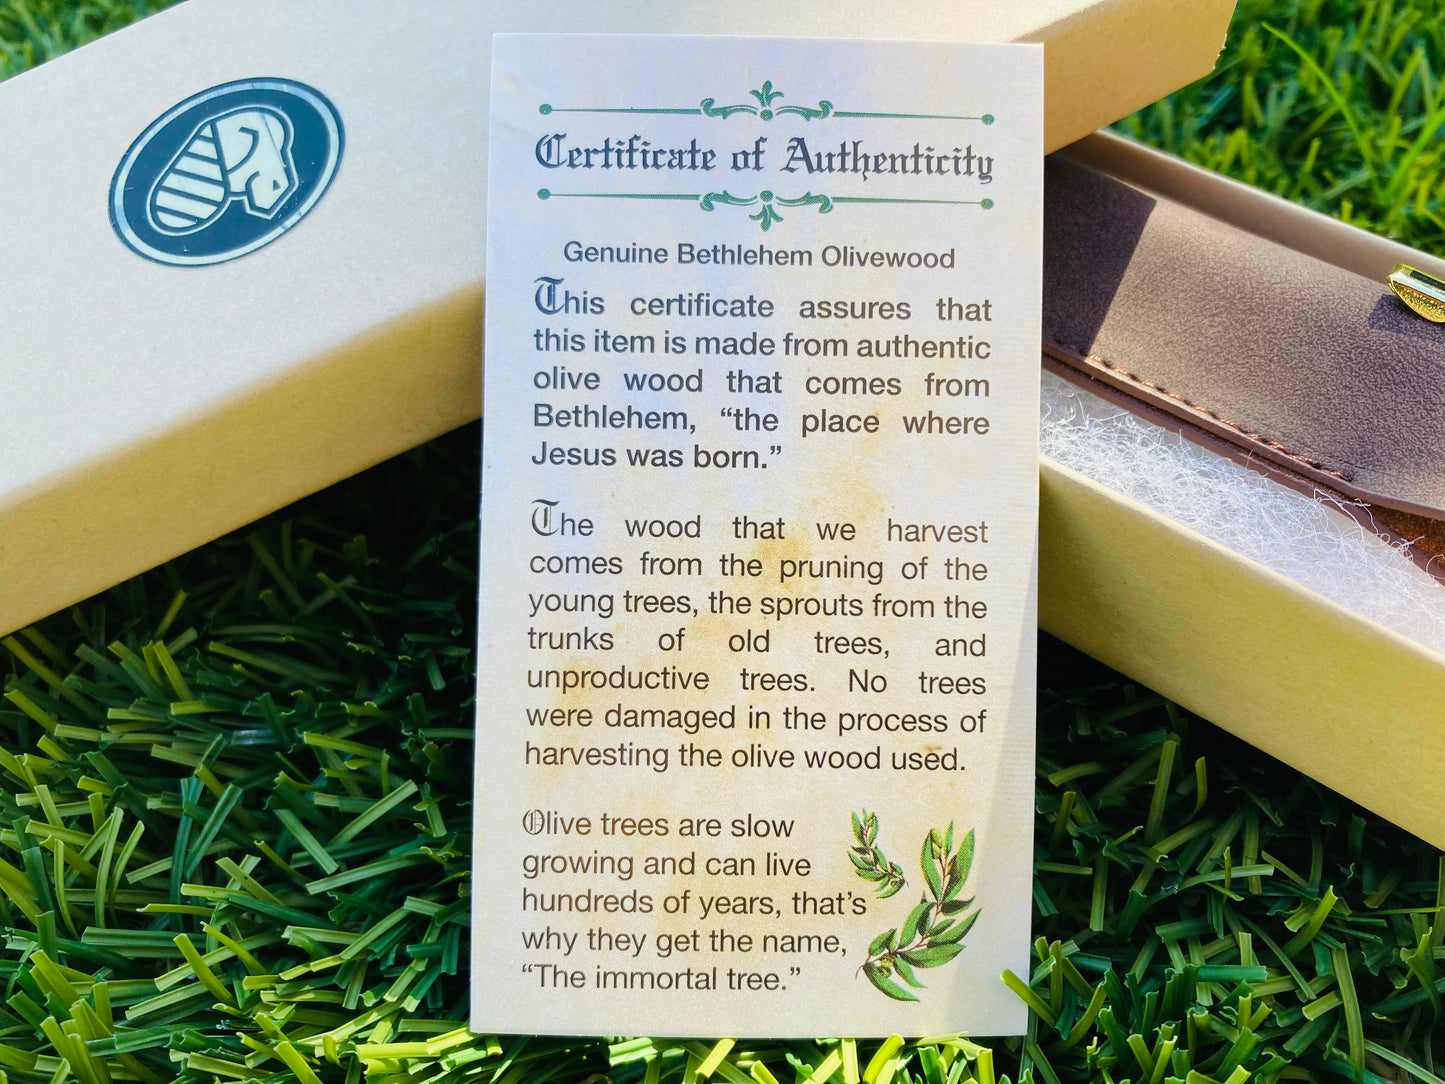 Certificate of Authenticity
Genuine Bethlehem Olivewood
This certificate assures that
this item is made from authentic
olive wood that comes from
Bethlehem, “the place where
Jesus was born.”
The wood that we harvest
comes from the pruning of the
young trees, the sprouts from the
trunks of old trees, and
unproductive trees. No trees
were damaged in the process of
harvesting the olive wood used.
Olive trees are slow
growing and can live
hundreds of years, that’s
why they get the name,
“The immortal tree.”